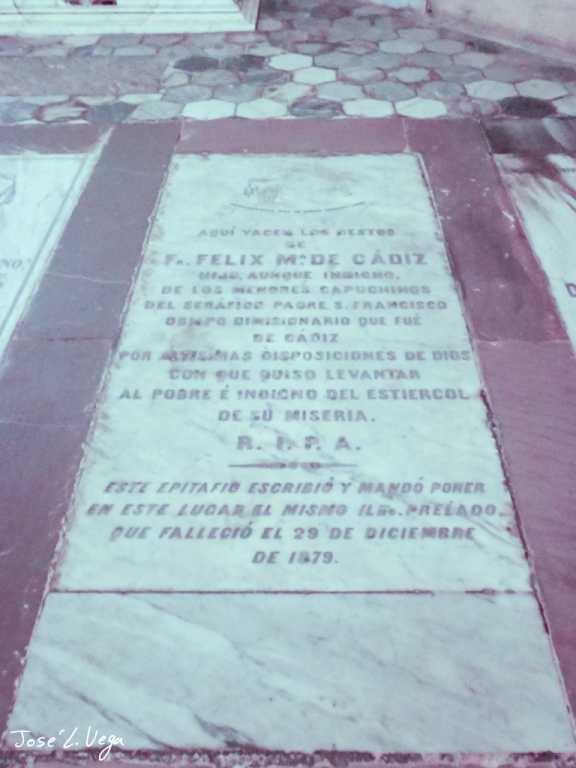 AQUÍ YACEN LOS RESTOS
DE
Fr. FELIX Mª DE CÁDIZ
HIJO, AUNQUE INDIGNO,
DE LOS MENORES CAPUCHINOS
DEL SERÁFICO PADRE S. FRANCISCO
OBISPO DIMISIONARIO QUE FUÉ
DE CÁDIZ
POR ALTÍSIMAS DISPOSICIONES DE DIOS
CON QUE QUISO LEVANTAR
AL POBRE É INDIGNO DEL ESTIERCOL
DE SU MISERIA.
R. I. P. A.
ESTE EPITAFIO ESCRIBIÓ Y MANDÓ PONER
EN ESTE LUGAR EL MISMO ILMO. PRELADO,
QUE FALLECIÓ EL 29 DE DICIEMBRE
DE 1879.
José L. Vega